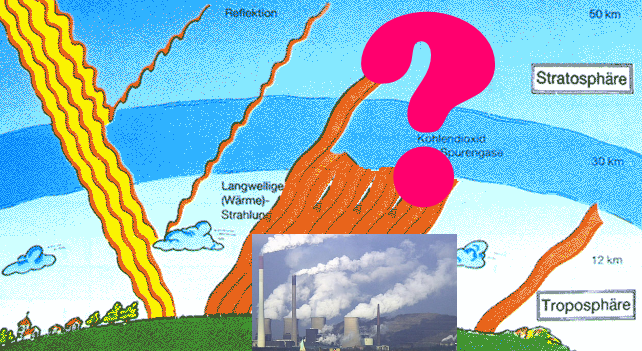 Reflektion
50 km
Stratosphäre
Kohlendioxid
Spurengase
30 km
Langwellige
(Wärme)-
Strahlung
12 km
Troposphäre